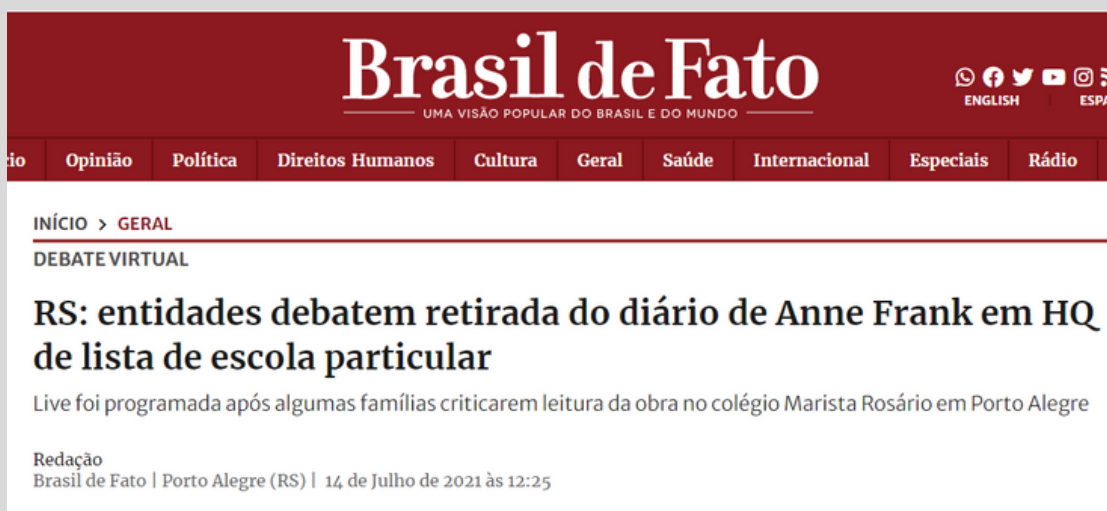 Brasil de Fato
UMA VISÃO POPULAR DO BRASIL E DO MUNDO
ENGLISH
Opinião Política Direitos Humanos Cultura Geral Saúde Internacional Especiais Rádio
INÍCIO > GERAL
DEBATE VIRTUAL
RS: entidades debatem retirada do diário de Anne Frank em HQ
de lista de escola particular
Live foi programada após algumas famílias criticarem leitura da obra no colégio Marista Rosário em Porto Alegre
Redação
Brasil de Fato | Porto Alegre (RS) | 14 de Julho de 2021 às 12:25